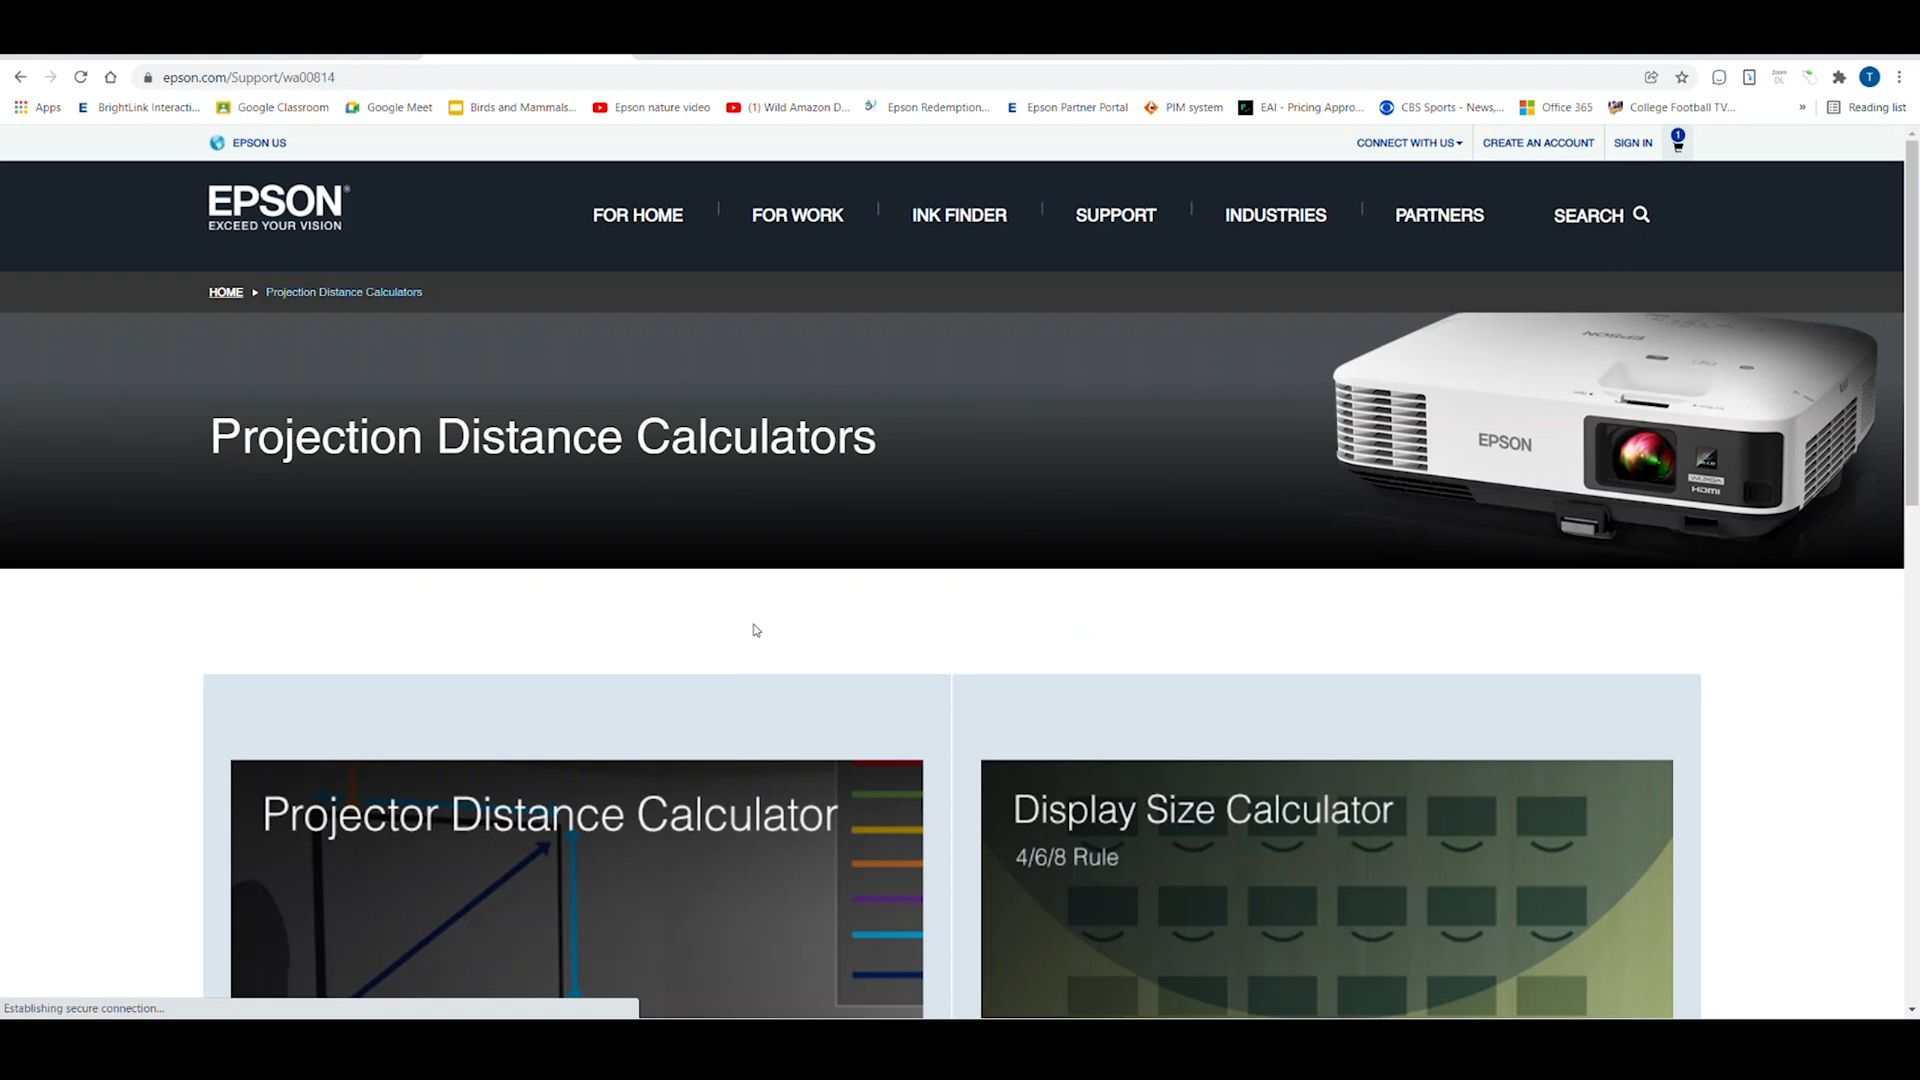 epson.com/Support/wa00814
Apps
BrightLink Interacti...
Google Classroom
Google Meet
Birds and Mammals...
Epson nature video
(1) Wild Amazon D...
Epson Redemption...
Epson Partner Portal
PIM system
EAI - Pricing Appro...
CBS Sports - News,...
Office 365
College Football TV...
»
Reading list
EPSON US
CONNECT WITH US
CREATE AN ACCOUNT
SIGN IN
1
EPSON®
EXCEED YOUR VISION
FOR HOME
FOR WORK
INK FINDER
SUPPORT
INDUSTRIES
PARTNERS
SEARCH
HOME
Projection Distance Calculators
Projection Distance Calculators
EPSON
EPSON
WUXGA
HDMI
Projector Distance Calculator
Display Size Calculator
4/6/8 Rule
Establishing secure connection...